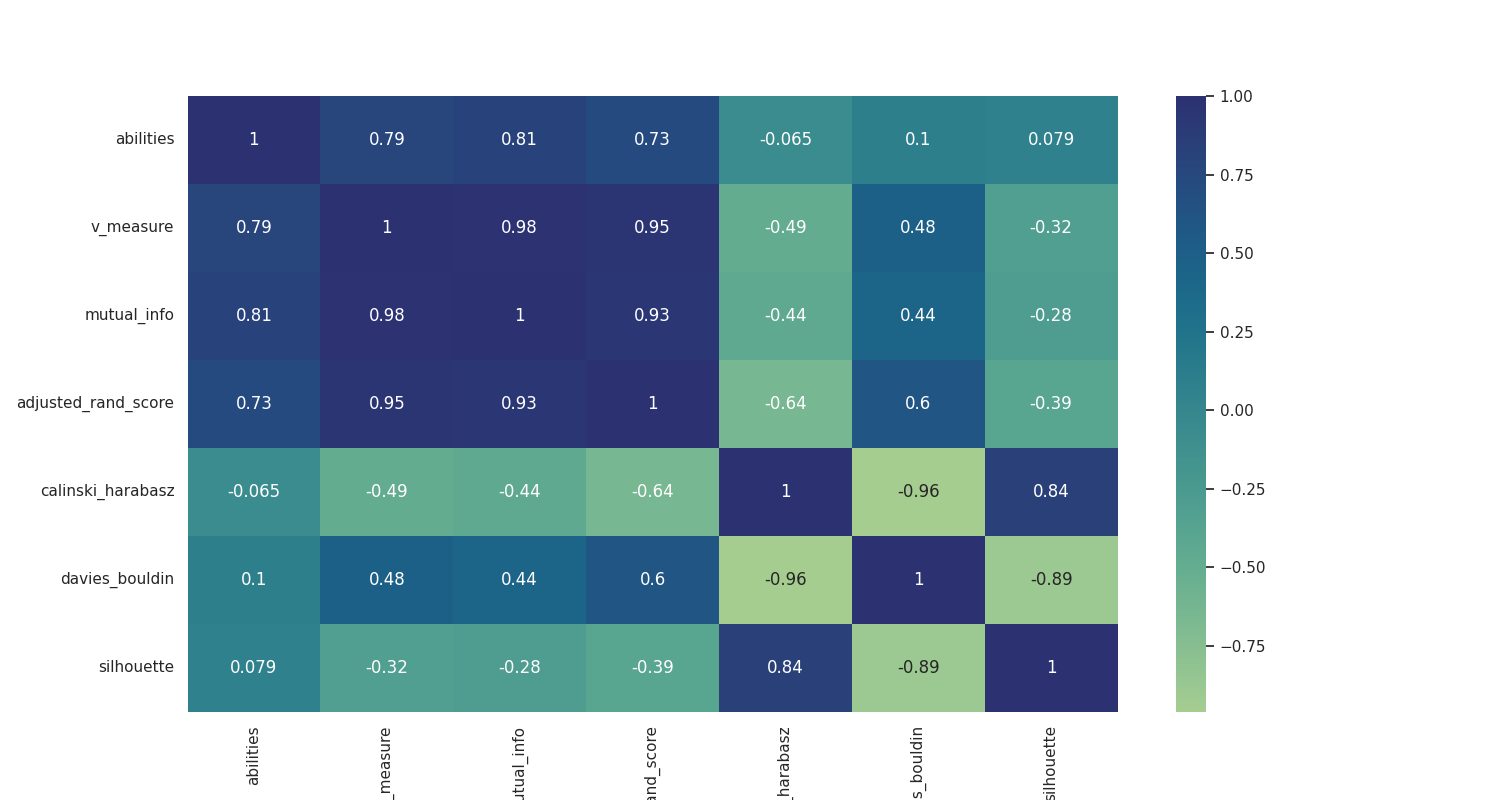 abilities 1 0.79 0.81 0.73 -0.065 0.1 0.079
v_measure 0.79 1 0.98 0.95 -0.49 0.48 -0.32
mutual_info 0.81 0.98 1 0.93 -0.44 0.44 -0.28
adjusted_rand_score 0.73 0.95 0.93 1 -0.64 0.6 -0.39
calinski_harabasz -0.065 -0.49 -0.44 -0.64 1 -0.96 0.84
davies_bouldin 0.1 0.48 0.44 0.6 -0.96 1 -0.89
silhouette 0.079 -0.32 -0.28 -0.39 0.84 -0.89 1
abilities
_measure
utual_info
and_score
_harabasz
s_bouldin
silhouette
1.00
0.75
0.50
0.25
0.00
−0.25
−0.50
−0.75